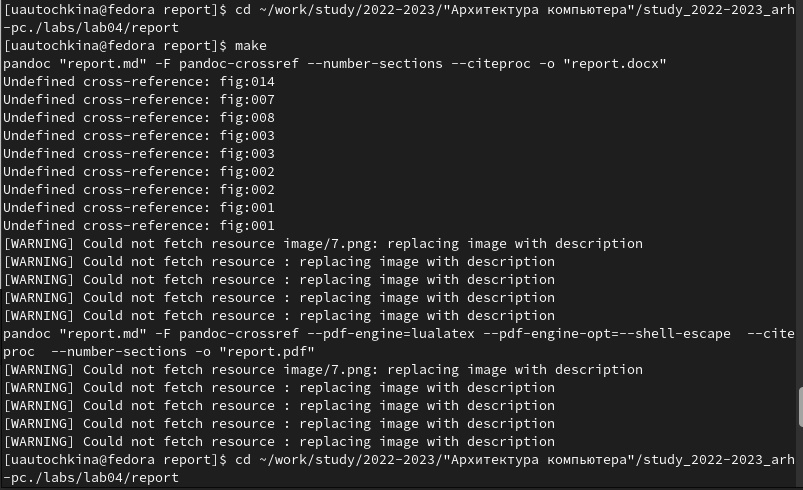 [uautochkina@fedora report]$ cd ~/work/study/2022-2023/"Архитектура компьютера"/study_2022-2023_arh
-pc./labs/lab04/report
[uautochkina@fedora report]$ make
pandoc "report.md" -F pandoc-crossref --number-sections --citeproc -o "report.docx"
Undefined cross-reference: fig:014
Undefined cross-reference: fig:007
Undefined cross-reference: fig:008
Undefined cross-reference: fig:003
Undefined cross-reference: fig:003
Undefined cross-reference: fig:002
Undefined cross-reference: fig:002
Undefined cross-reference: fig:001
Undefined cross-reference: fig:001
[WARNING] Could not fetch resource image/7.png: replacing image with description
[WARNING] Could not fetch resource : replacing image with description
[WARNING] Could not fetch resource : replacing image with description
[WARNING] Could not fetch resource : replacing image with description
[WARNING] Could not fetch resource : replacing image with description
pandoc "report.md" -F pandoc-crossref --pdf-engine=lualatex --pdf-engine-opt=--shell-escape  --cite
proc  --number-sections -o "report.pdf"
[WARNING] Could not fetch resource image/7.png: replacing image with description
[WARNING] Could not fetch resource : replacing image with description
[WARNING] Could not fetch resource : replacing image with description
[WARNING] Could not fetch resource : replacing image with description
[WARNING] Could not fetch resource : replacing image with description
[uautochkina@fedora report]$ cd ~/work/study/2022-2023/"Архитектура компьютера"/study_2022-2023_arh
-pc./labs/lab04/report